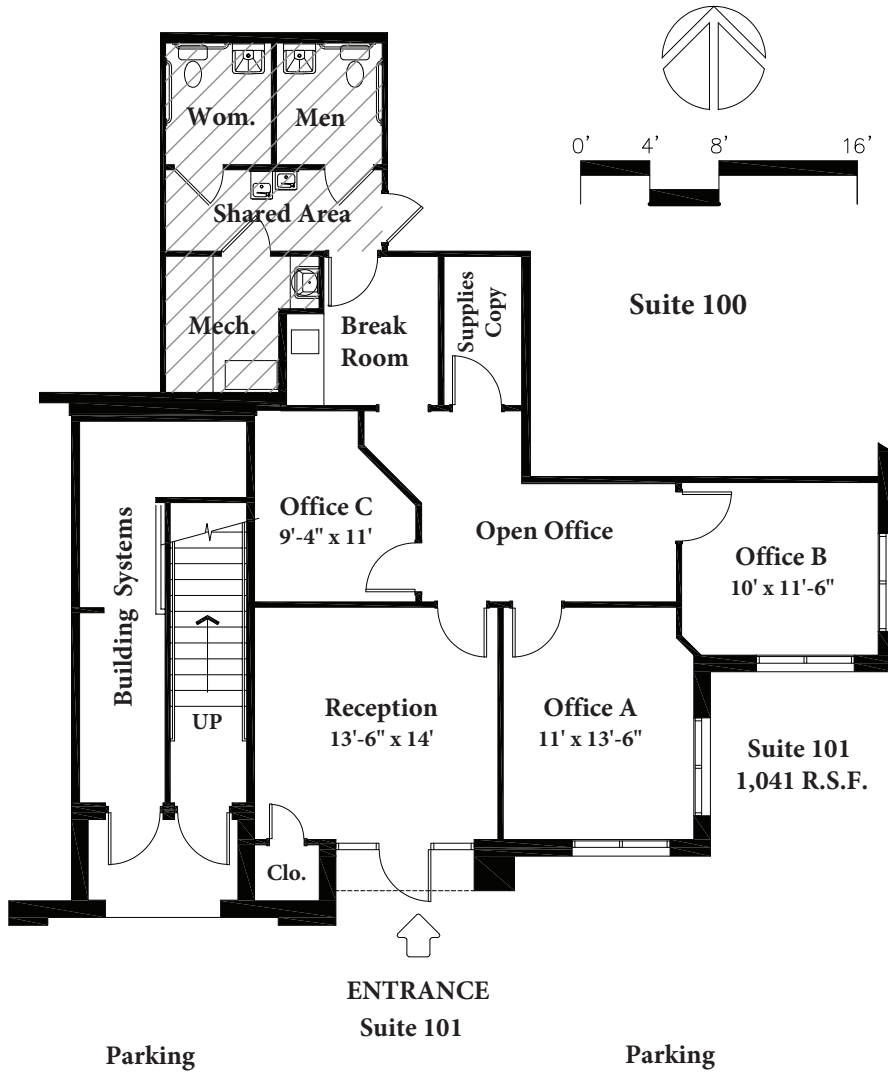 0'
4'
8'
16'
Wom.
Men
Shared Area
Mech.
Break
Room
Supplies
Copy
Suite 100
Office C
9'-4" x 11'
Open Office
Office B
10' x 11'-6"
Building Systems
UP
Reception
13'-6" x 14'
Office A
11' x 13'-6"
Suite 101
1,041 R.S.F.
Clo.
ENTRANCE
Suite 101
Parking
Parking